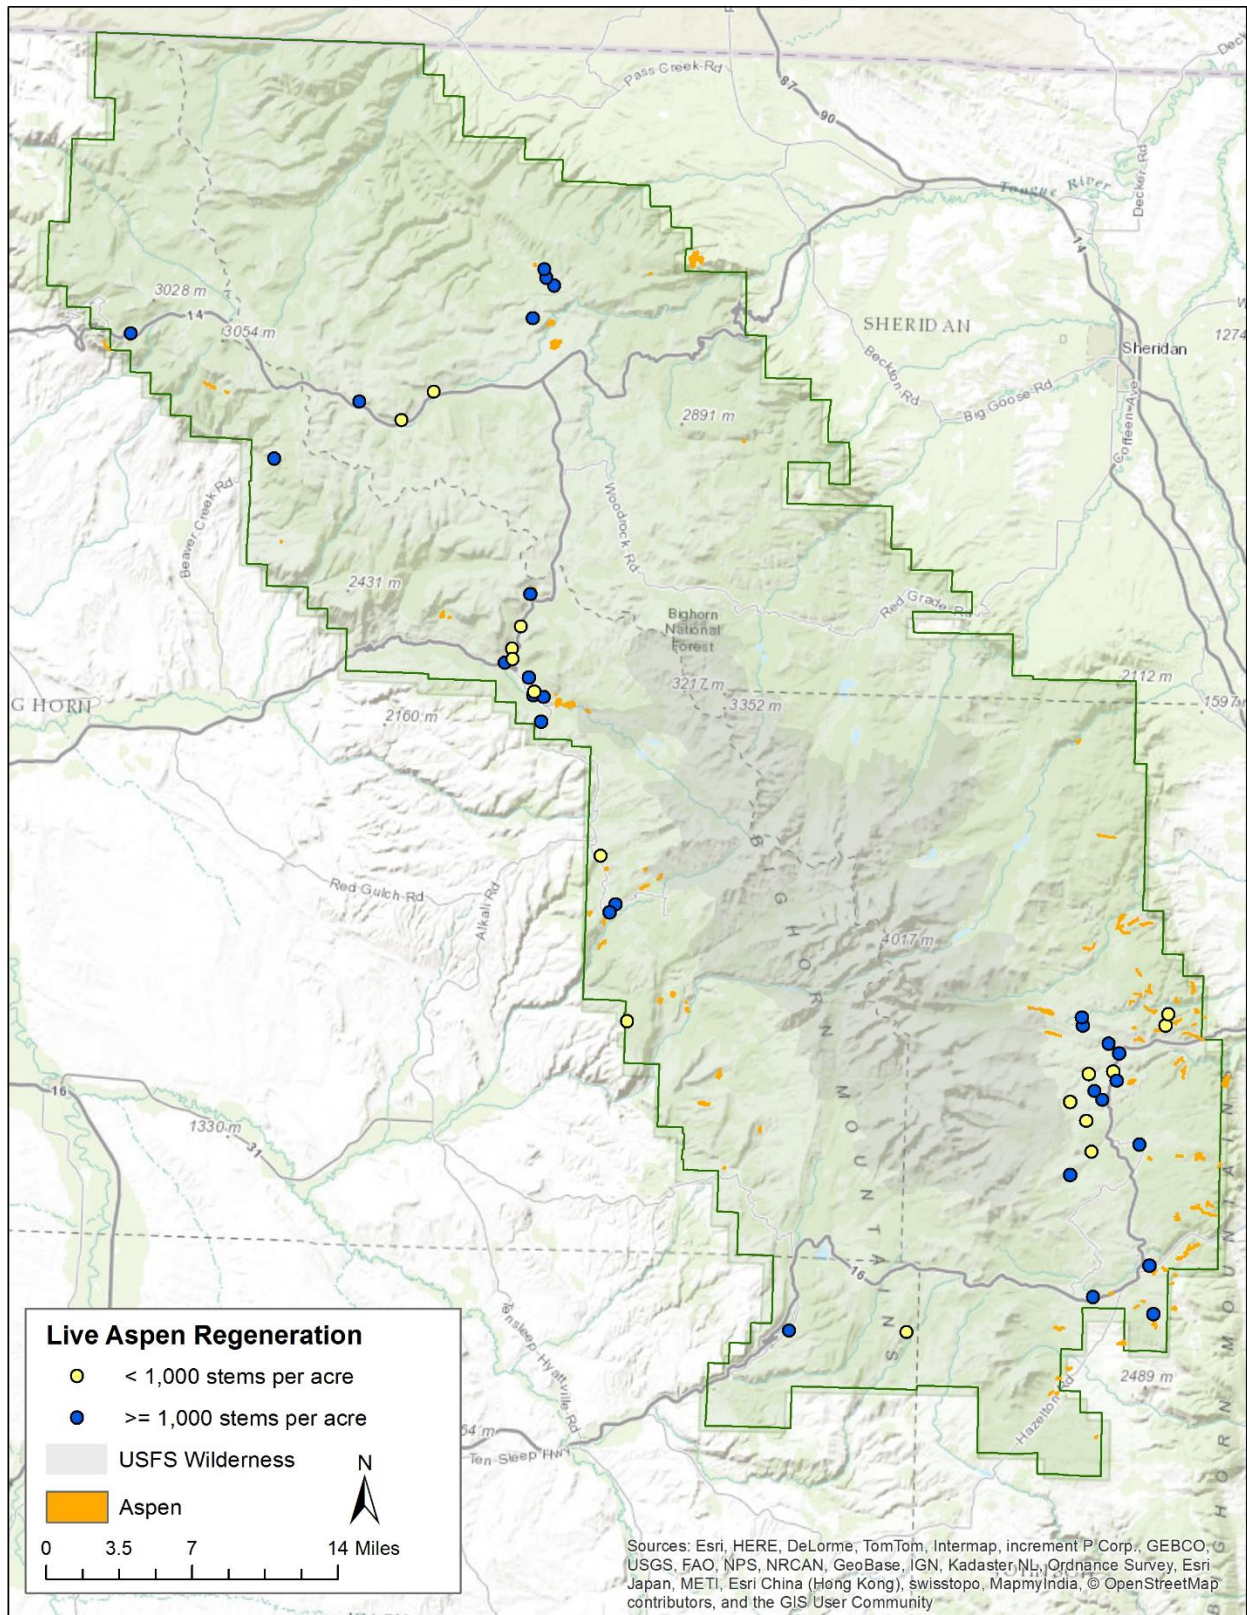 Pass Creek Rd
87
90
Tongue River
Decker Rd
14
3028 m
14
3054 m
SHERIDAN
Sheridan
1274
Beckton Rd
Big Goose Rd
Coffeen Ave
2891 m
Woodrock Rd
Beaver Creek Rd
2431 m
Red Grade Rd
Bighorn
National
Forest
3217 m
3352 m
2112 m
1597 m
G HORN
2160 m
Red Gulch Rd
Alkali Rd
BIGHORN MOUNTAINS
4017 m
16
1330 m
31
16
Tensleep-Hyattville Rd
54 m
Ten Sleep Hwy
2489 m
Hazelton Rd
BIGHORN MOUNTAINS
Live Aspen Regeneration
< 1,000 stems per acre
>= 1,000 stems per acre
USFS Wilderness
Aspen
N
0 3.5 7 14 Miles
Sources: Esri, HERE, DeLorme, TomTom, Intermap, increment P Corp., GEBCO,
USGS, FAO, NPS, NRCAN, GeoBase, IGN, Kadaster NL, Ordnance Survey, Esri
Japan, METI, Esri China (Hong Kong), swisstopo, MapmyIndia, © OpenStreetMap
contributors, and the GIS User Community